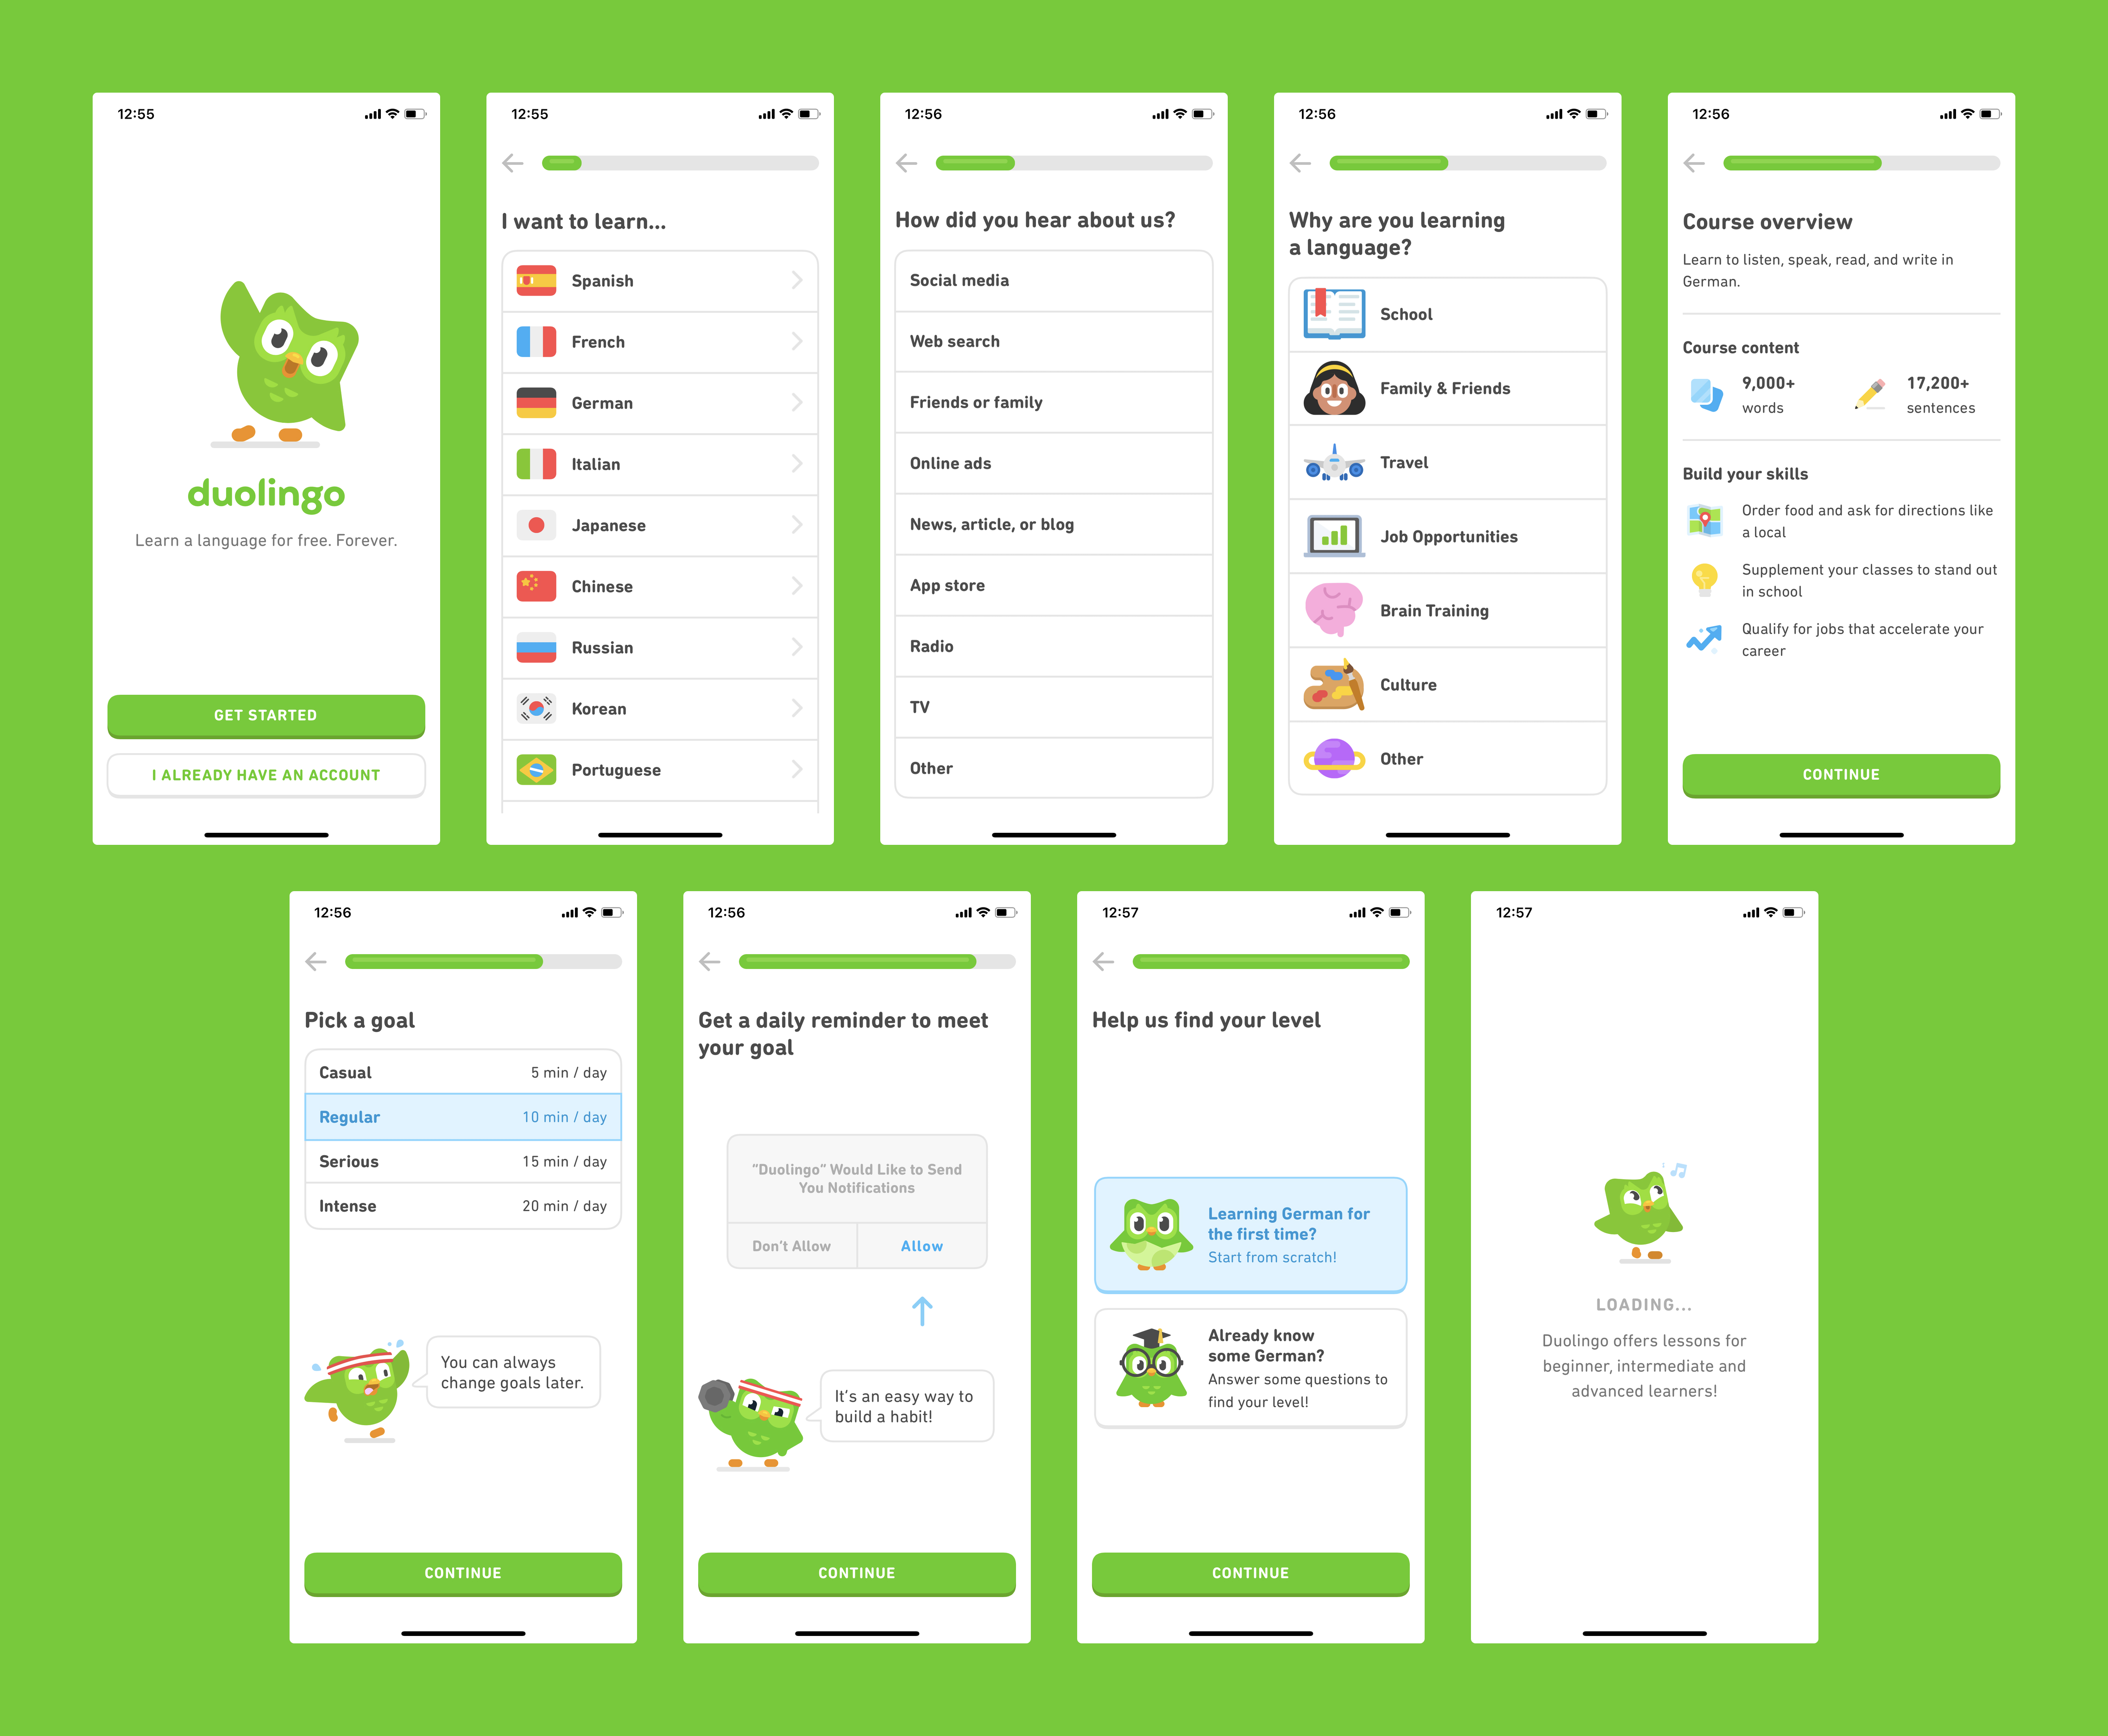 12:55
duolingo
Learn a language for free. Forever.
GET STARTED
I ALREADY HAVE AN ACCOUNT
12:55
I want to learn...
Spanish
French
German
Italian
Japanese
Chinese
Russian
Korean
Portuguese
12:56
How did you hear about us?
Social media
Web search
Friends or family
Online ads
News, article, or blog
App store
Radio
TV
Other
12:56
Why are you learning
a language?
School
Family & Friends
Travel
Job Opportunities
Brain Training
Culture
Other
12:56
Course overview
Learn to listen, speak, read, and write in
German.
Course content
9,000+
words
17,200+
sentences
Build your skills
Order food and ask for directions like
a local
Supplement your classes to stand out
in school
Qualify for jobs that accelerate your
career
CONTINUE
12:56
Pick a goal
Casual 5 min / day
Regular 10 min / day
Serious 15 min / day
Intense 20 min / day
You can always
change goals later.
CONTINUE
12:56
Get a daily reminder to meet
your goal
“Duolingo” Would Like to Send
You Notifications
Don’t Allow
Allow
It’s an easy way to
build a habit!
CONTINUE
12:57
Help us find your level
Learning German for
the first time?
Start from scratch!
Already know
some German?
Answer some questions to
find your level!
CONTINUE
12:57
LOADING...
Duolingo offers lessons for
beginner, intermediate and
advanced learners!